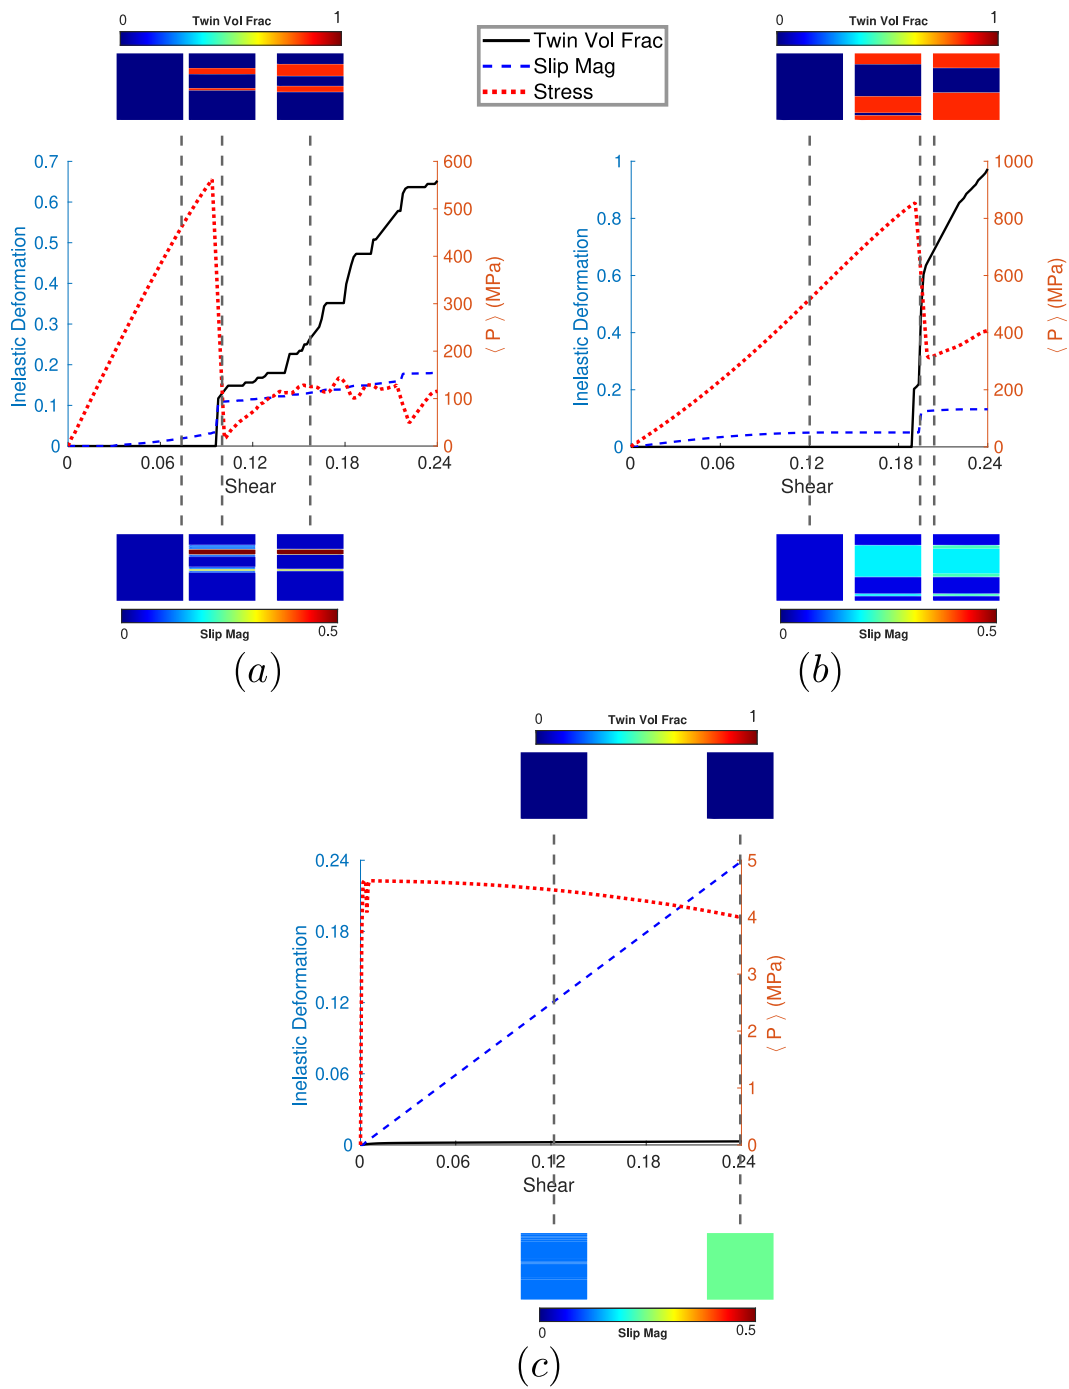 0 Twin Vol Frac 1
Twin Vol Frac
Slip Mag
Stress
0 Twin Vol Frac 1
0.7
0.6
0.5
0.4
0.3
0.2
0.1
0
Inelastic Deformation
600
500
400
300
200
100
0
⟨ P ⟩ (MPa)
0 0.06 0.12 0.18 0.24
Shear
1
0.8
0.6
0.4
0.2
0
Inelastic Deformation
1000
800
600
400
200
0
⟨ P ⟩ (MPa)
0 0.06 0.12 0.18 0.24
Shear
0 Slip Mag 0.5
0 Slip Mag 0.5
(a)
(b)
0 Twin Vol Frac 1
0.24
0.18
0.12
0.06
0
Inelastic Deformation
5
4
3
2
1
0
⟨ P ⟩ (MPa)
0 0.06 0.12 0.18 0.24
Shear
0 Slip Mag 0.5
(c)